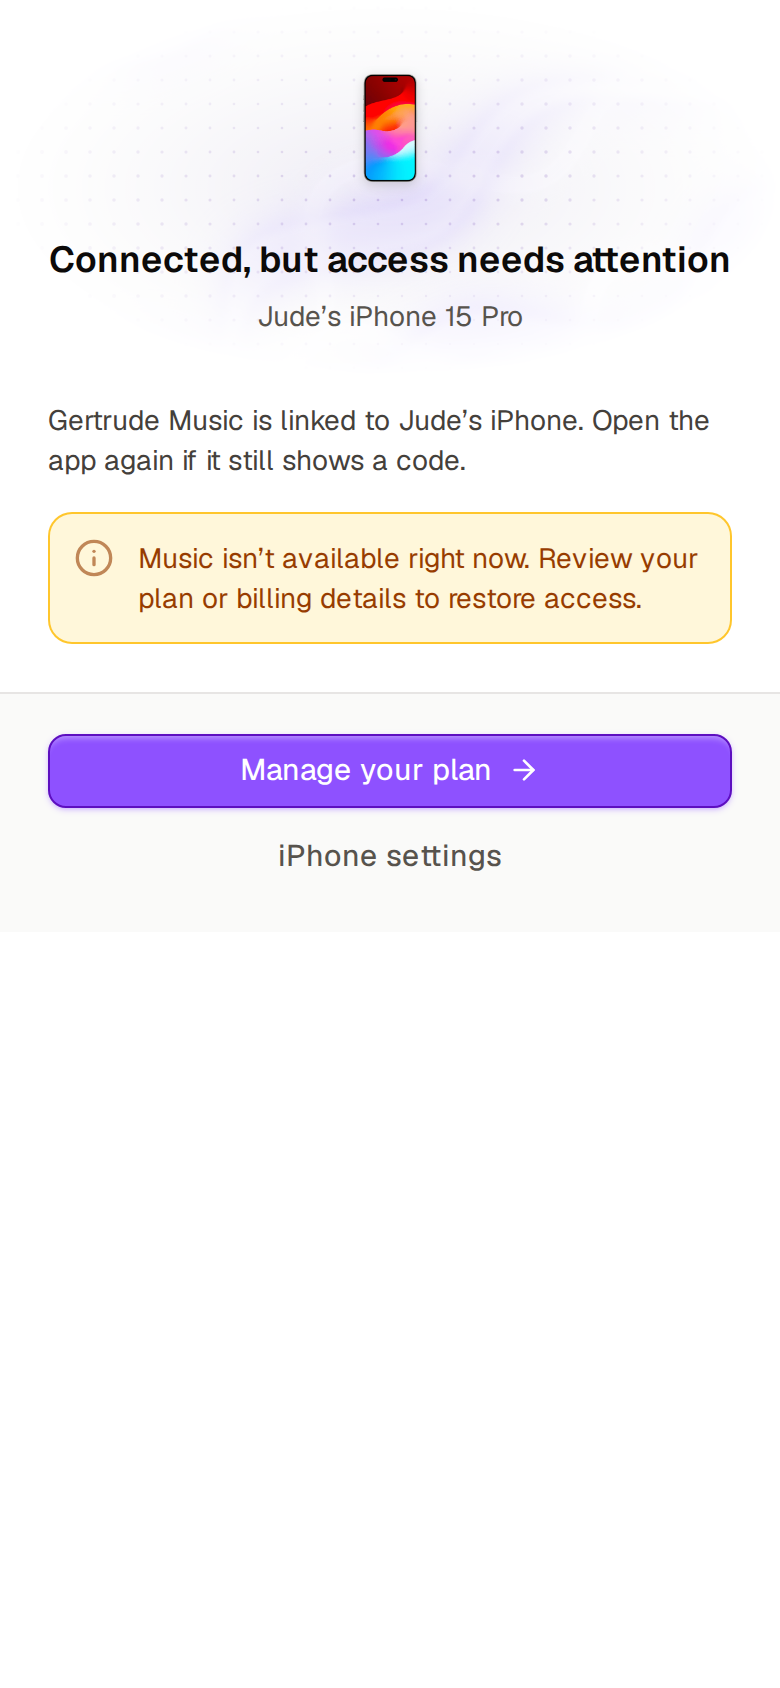 Connected, but access needs attention
Jude’s iPhone 15 Pro
Gertrude Music is linked to Jude’s iPhone. Open the
app again if it still shows a code.
Music isn’t available right now. Review your
plan or billing details to restore access.
Manage your plan →
iPhone settings